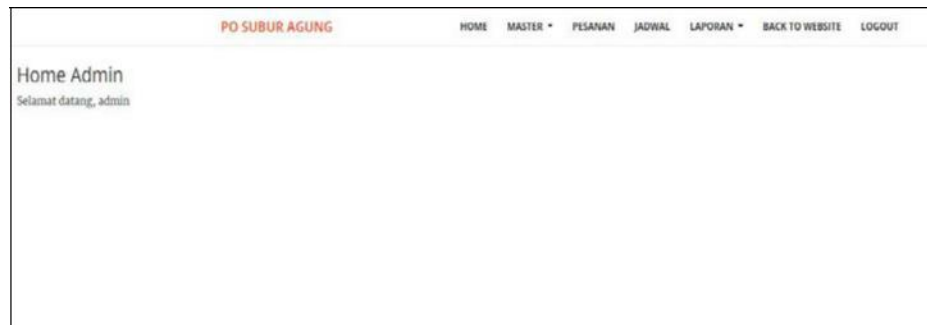 PO SUBUR AGUNG HOME MASTER PESANAN JADWAL LAPORAN BACK TO WEBSITE LOGOUT
Home Admin
Selamat datang, admin